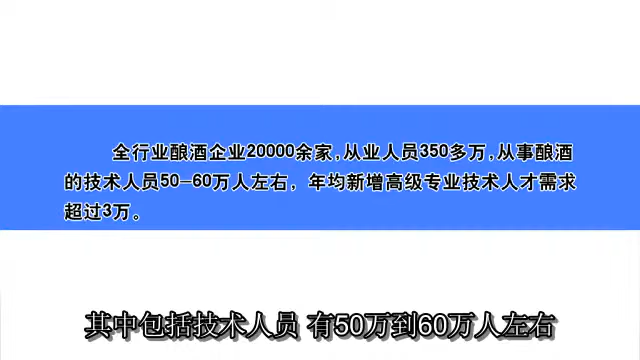 全行业酿酒企业20000余家,从业人员350多万,从事酿酒
的技术人员50-60万人左右，年均新增高级专业技术人才需求
超过3万。
其中包括技术人员 有50万到60万人左右